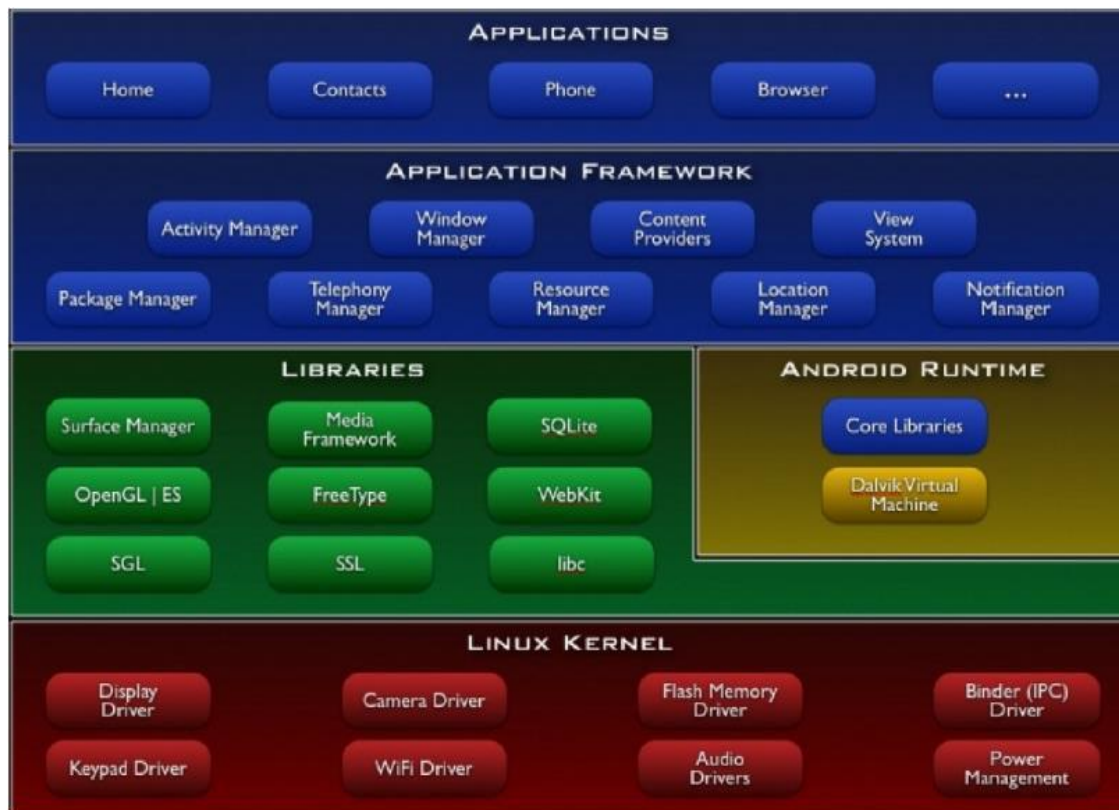 APPLICATIONS
Home
Contacts
Phone
Browser
...
APPLICATION FRAMEWORK
Activity Manager
Window
Manager
Content
Providers
View
System
Package Manager
Telephony
Manager
Resource
Manager
Location
Manager
Notification
Manager
LIBRARIES
Surface Manager
Media
Framework
SQLite
OpenGL | ES
FreeType
WebKit
SGL
SSL
libc
ANDROID RUNTIME
Core Libraries
Dalvik Virtual
Machine
LINUX KERNEL
Display
Driver
Camera Driver
Flash Memory
Driver
Binder (IPC)
Driver
Keypad Driver
WiFi Driver
Audio
Drivers
Power
Management